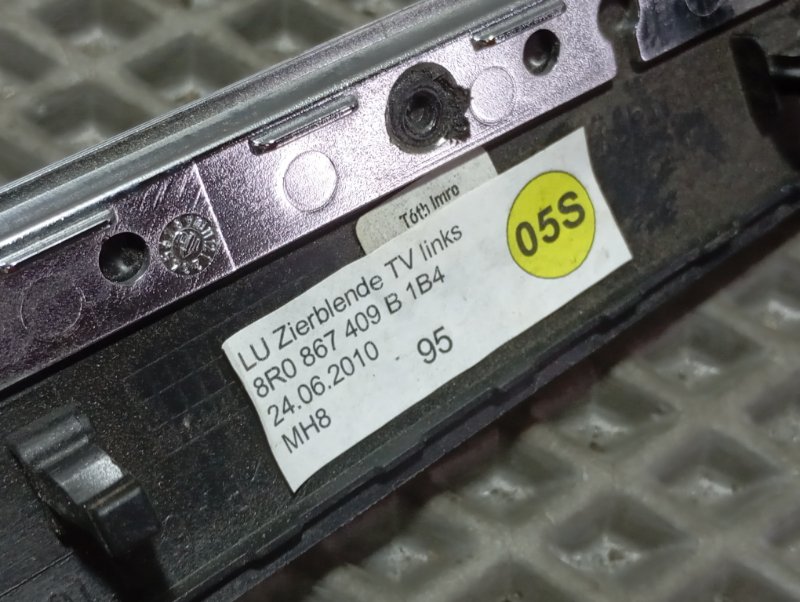 Tóth Imre
05S
LU Zierblende TV links
8R0 867 409 B 1B4
24.06.2010 95
MH8